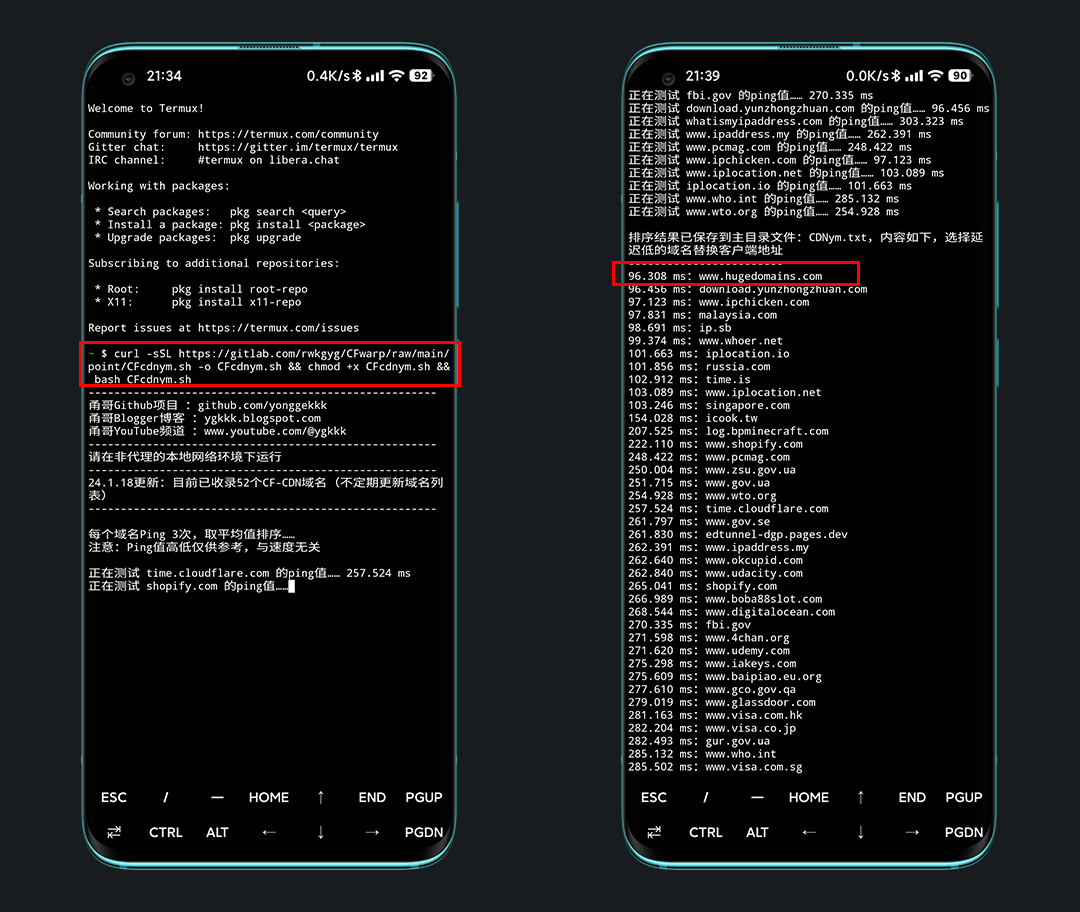 21:34
0.4K/s
92
Welcome to Termux!
Community forum: https://termux.com/community
Gitter chat:     https://gitter.im/termux/termux
IRC channel:     #termux on libera.chat
Working with packages:
* Search packages:   pkg search <query>
* Install a package: pkg install <package>
* Upgrade packages:  pkg upgrade
Subscribing to additional repositories:
* Root:     pkg install root-repo
* X11:      pkg install x11-repo
Report issues at https://termux.com/issues
~ $ curl -sSL https://gitlab.com/rwkgyg/CFwarp/raw/main/
point/CFcdnym.sh -o CFcdnym.sh && chmod +x CFcdnym.sh &&
bash CFcdnym.sh
------------------------------------------------------
甬哥Github项目 : github.com/yonggekkk
甬哥Blogger博客 : ygkkk.blogspot.com
甬哥YouTube频道 : www.youtube.com/@ygkkk
------------------------------------------------------
请在非代理的本地网络环境下运行
------------------------------------------------------
24.1.18更新: 目前已收录52个CF-CDN域名 (不定期更新域名列
表)
------------------------------------------------------
每个域名Ping 3次, 取平均值排序……
注意: Ping值高低仅供参考, 与速度无关
正在测试 time.cloudflare.com 的ping值…… 257.524 ms
正在测试 shopify.com 的ping值……
ESC / — HOME ↑ END PGUP
⇄ CTRL ALT ← ↓ → PGDN
21:39
0.0K/s
90
正在测试 fbi.gov 的ping值…… 270.335 ms
正在测试 download.yunzhongzhuan.com 的ping值…… 96.456 ms
正在测试 whatismyipaddress.com 的ping值…… 303.323 ms
正在测试 www.ipaddress.my 的ping值…… 262.391 ms
正在测试 www.pcmag.com 的ping值…… 248.422 ms
正在测试 www.ipchicken.com 的ping值…… 97.123 ms
正在测试 www.iplocation.net 的ping值…… 103.089 ms
正在测试 iplocation.io 的ping值…… 101.663 ms
正在测试 www.who.int 的ping值…… 285.132 ms
正在测试 www.wto.org 的ping值…… 254.928 ms
排序结果已保存到主目录文件: CDNym.txt, 内容如下, 选择延
迟低的域名替换客户端地址
------------------------
96.308 ms: www.hugedomains.com
96.456 ms: download.yunzhongzhuan.com
97.123 ms: www.ipchicken.com
97.831 ms: malaysia.com
98.691 ms: ip.sb
99.374 ms: www.whoer.net
101.663 ms: iplocation.io
101.856 ms: russia.com
102.912 ms: time.is
103.089 ms: www.iplocation.net
103.246 ms: singapore.com
154.028 ms: icook.tw
207.525 ms: log.bpminecraft.com
222.110 ms: www.shopify.com
248.422 ms: www.pcmag.com
250.004 ms: www.zsu.gov.ua
251.715 ms: www.gov.ua
254.928 ms: www.wto.org
257.524 ms: time.cloudflare.com
261.797 ms: www.gov.se
261.830 ms: edtunnel-dgp.pages.dev
262.391 ms: www.ipaddress.my
262.640 ms: www.okcupid.com
262.840 ms: www.udacity.com
265.041 ms: shopify.com
266.989 ms: www.boba88slot.com
268.544 ms: www.digitalocean.com
270.335 ms: fbi.gov
271.598 ms: www.4chan.org
271.620 ms: www.udemy.com
275.298 ms: www.iakeys.com
275.609 ms: www.baipiao.eu.org
277.610 ms: www.gco.gov.qa
279.019 ms: www.glassdoor.com
281.163 ms: www.visa.com.hk
282.204 ms: www.visa.co.jp
282.493 ms: gur.gov.ua
285.132 ms: www.who.int
285.502 ms: www.visa.com.sg
ESC / — HOME ↑ END PGUP
⇄ CTRL ALT ← ↓ → PGDN